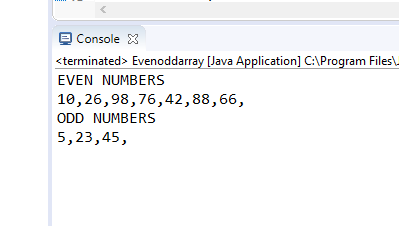 Console
<terminated> Evenoddarray [Java Application] C:\Program Files\
EVEN NUMBERS
10,26,98,76,42,88,66,
ODD NUMBERS
5,23,45,